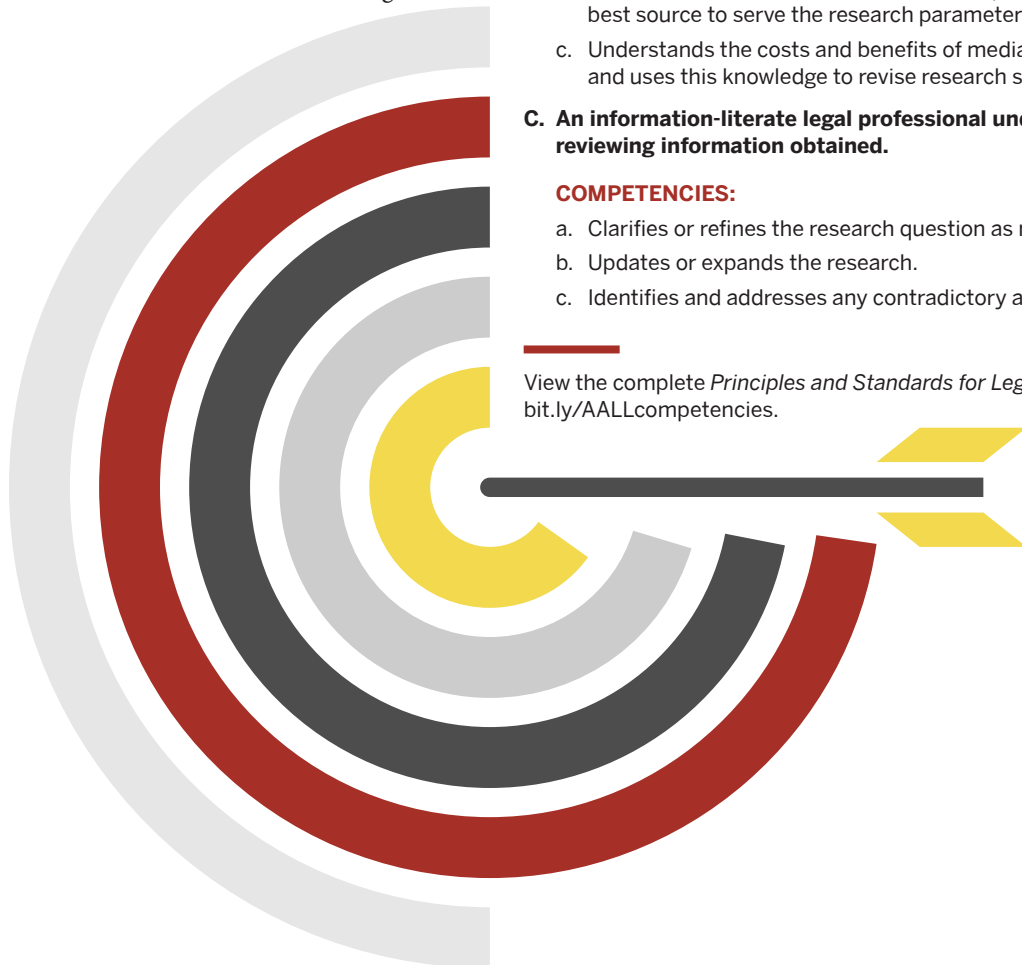 best source to serve the research parameter
c. Understands the costs and benefits of media
and uses this knowledge to revise research s
C. An information-literate legal professional und
reviewing information obtained.
COMPETENCIES:
a. Clarifies or refines the research question as
b. Updates or expands the research.
c. Identifies and addresses any contradictory a
View the complete Principles and Standards for Leg
bit.ly/AALLcompetencies.